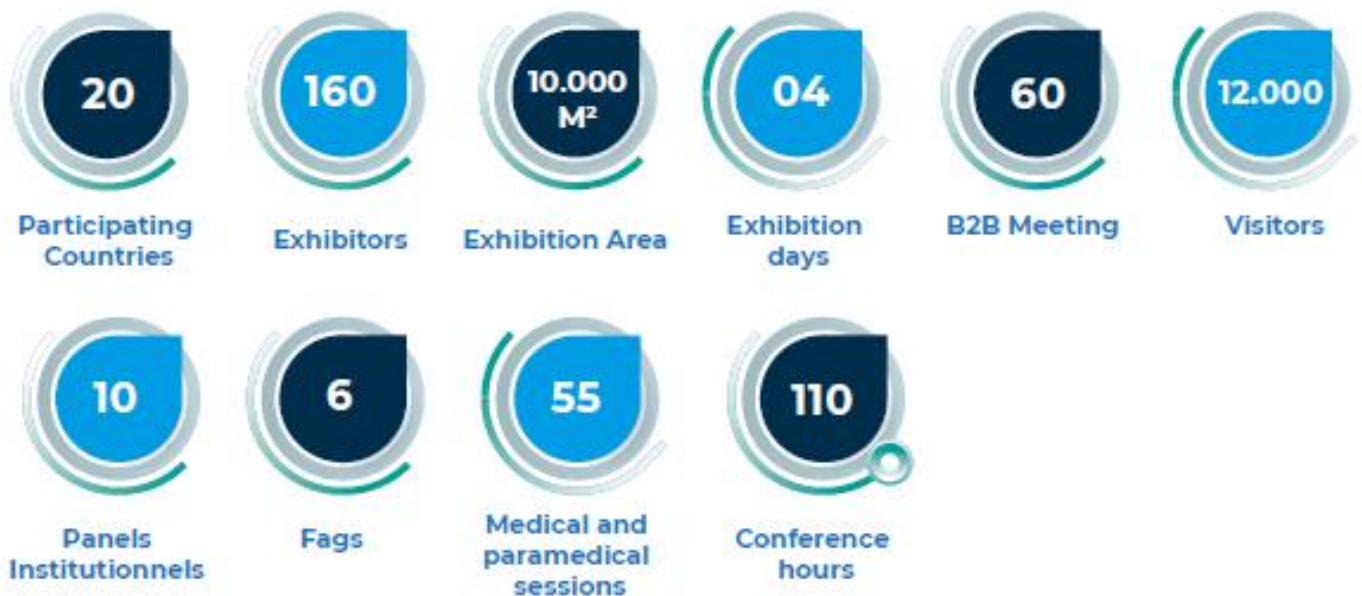 20
Participating
Countries
160
Exhibitors
10.000
M²
Exhibition Area
04
Exhibition
days
60
B2B Meeting
12.000
Visitors
10
Panels
Institutionnels
6
Fags
55
Medical and
paramedical
sessions
110
Conference
hours